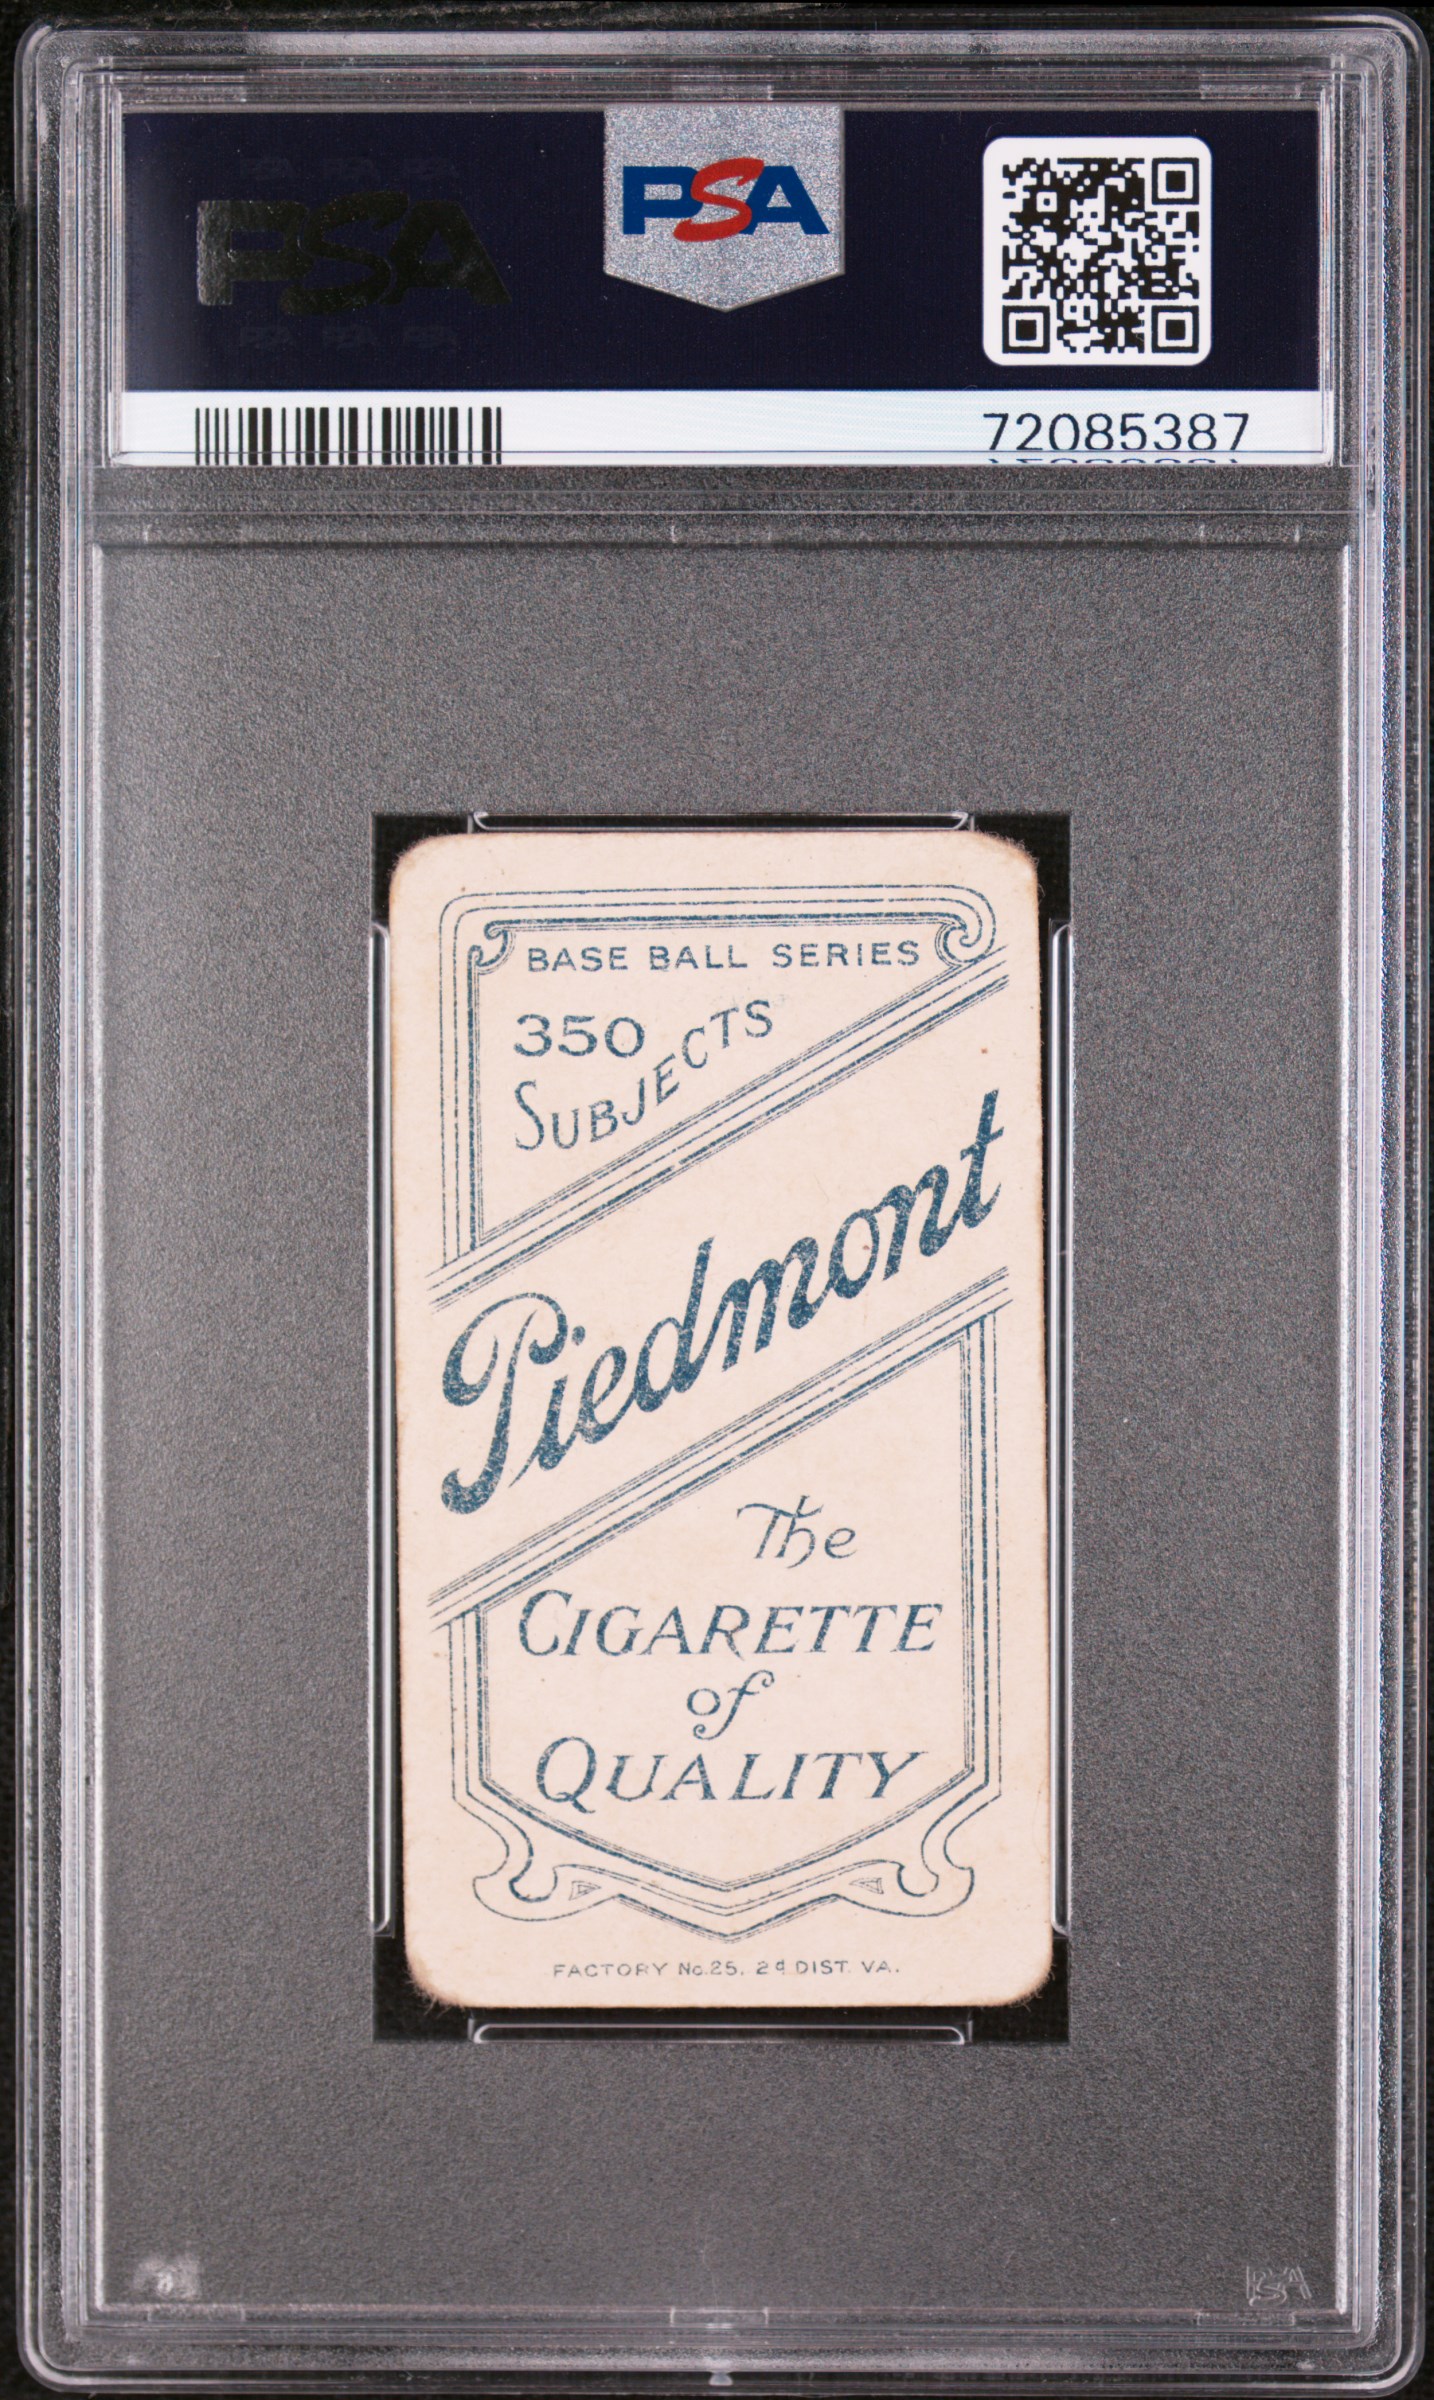 PSA
PSA
72085387
BASE BALL SERIES
350
SUBJECTS
Piedmont
The
CIGARETTE
of
QUALITY
FACTORY No.25, 2d DIST. VA.
PSA